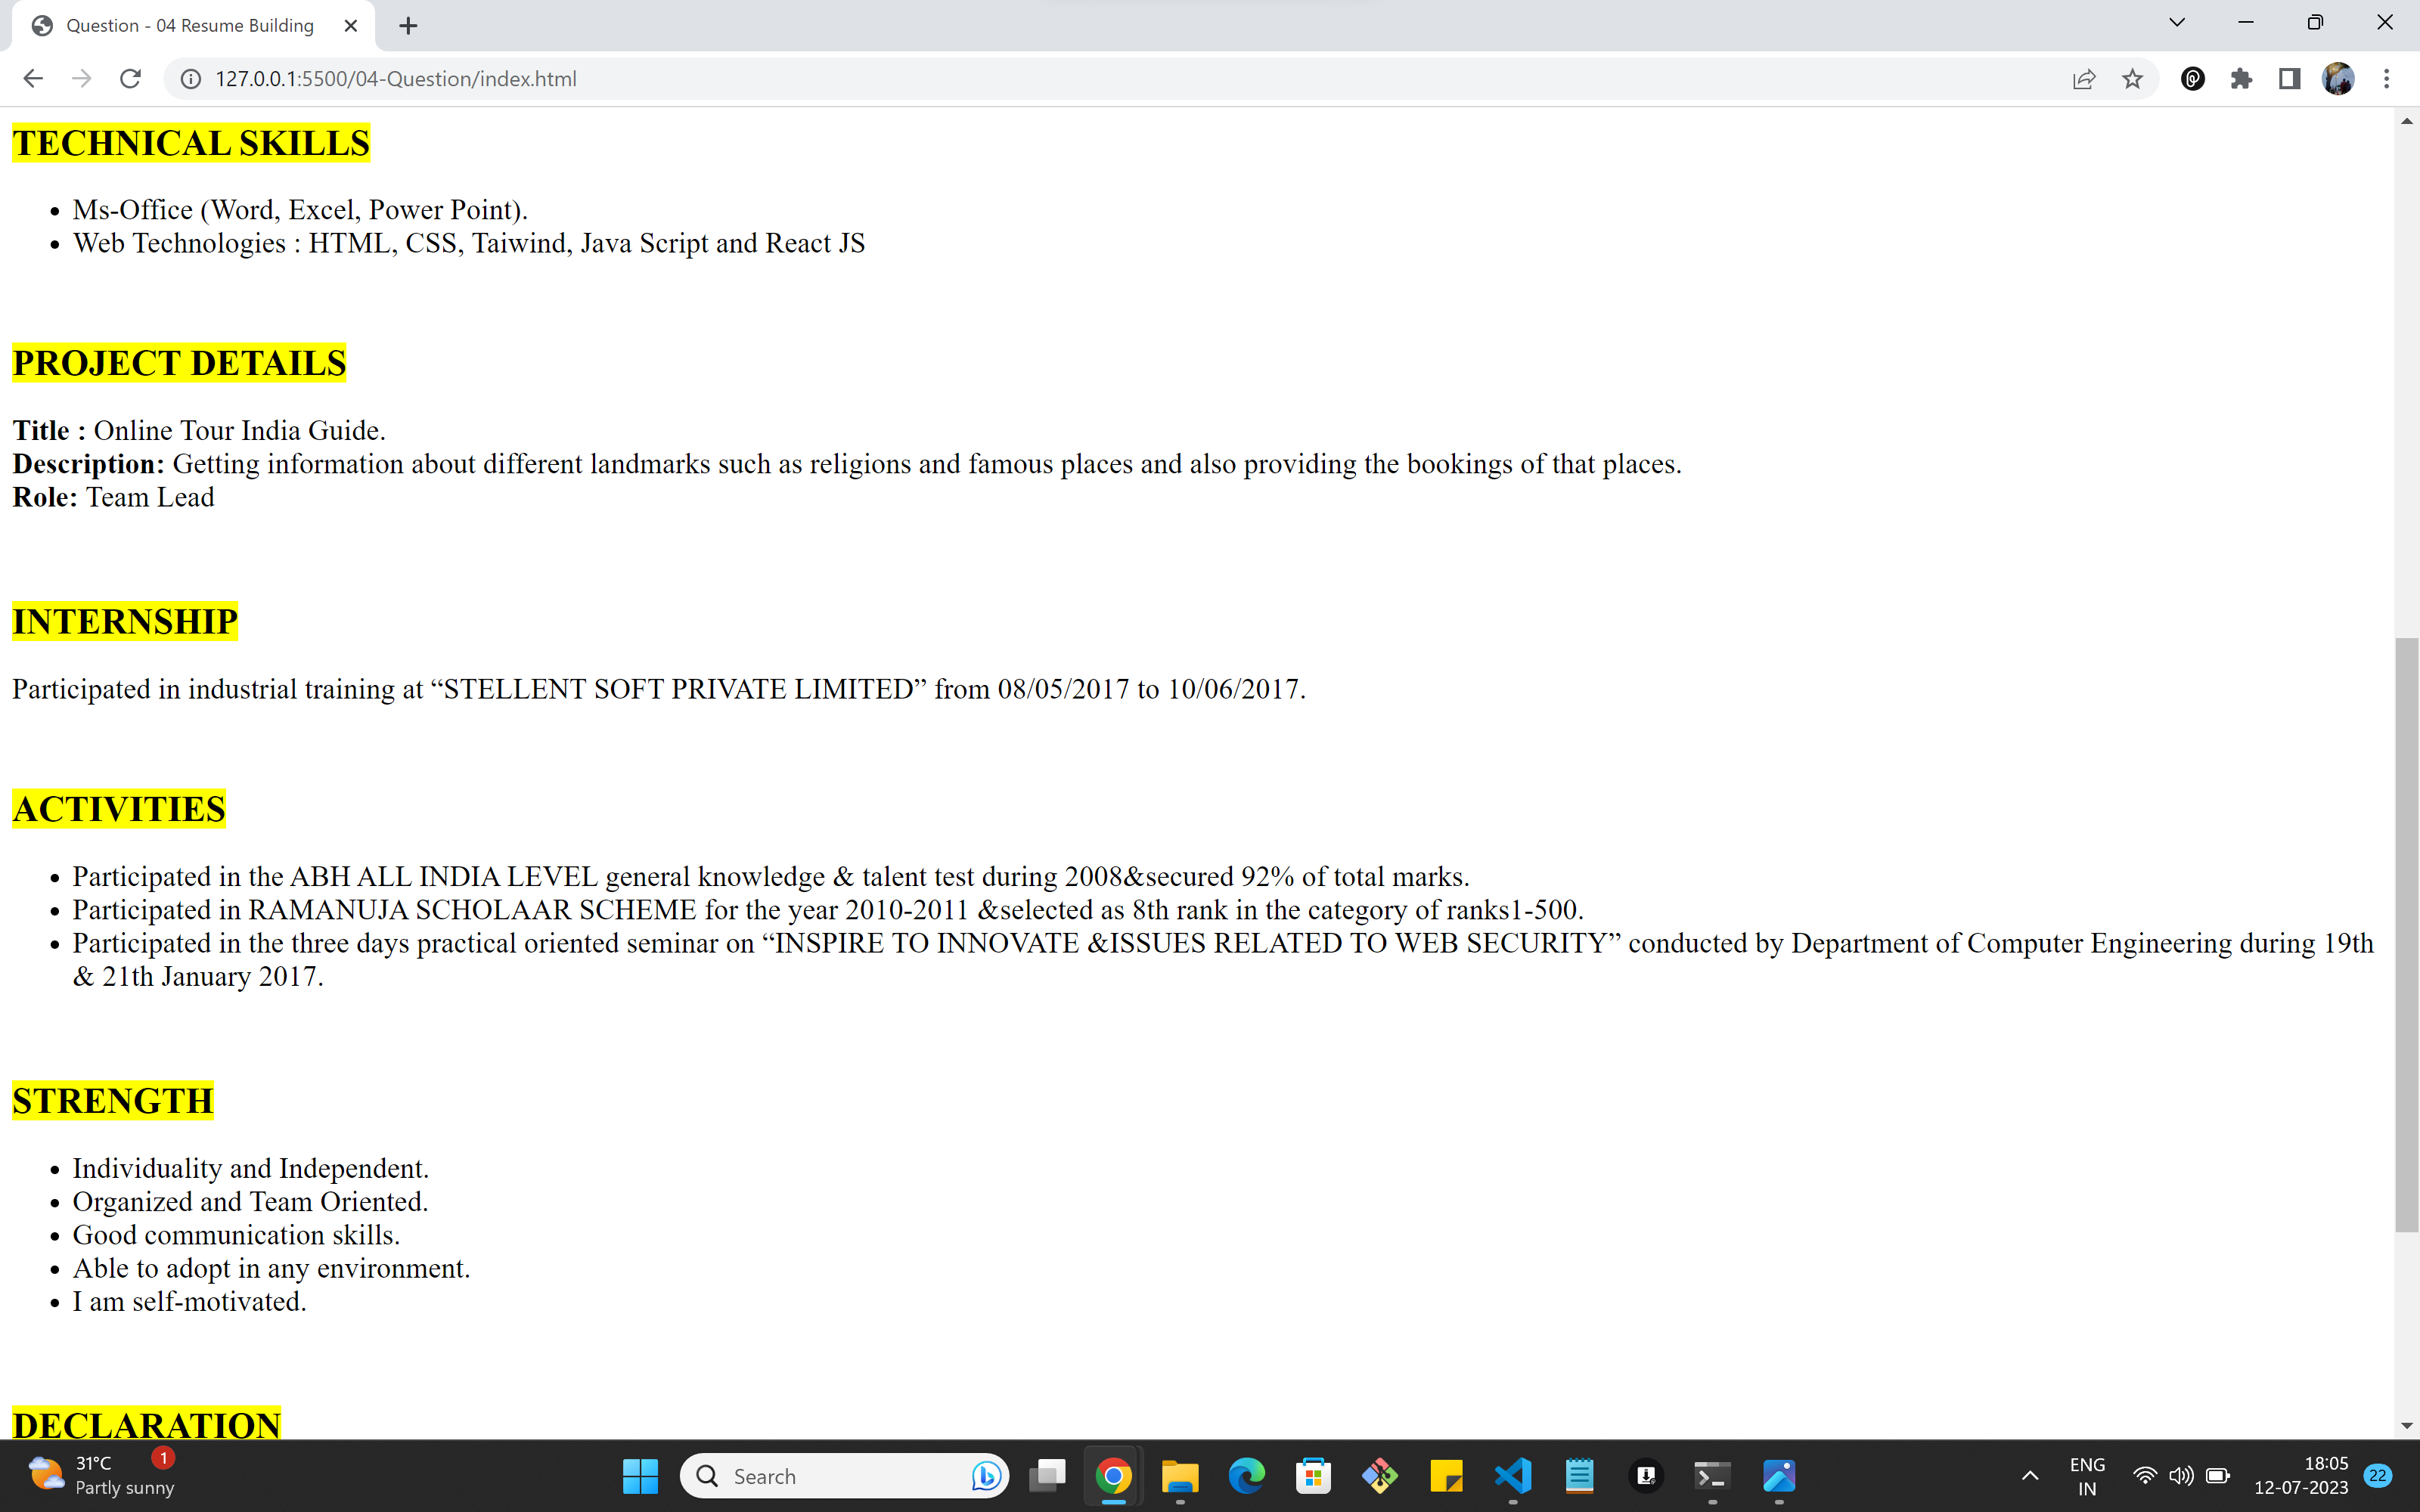 Question - 04 Resume Building
127.0.0.1:5500/04-Question/index.html
TECHNICAL SKILLS
Ms-Office (Word, Excel, Power Point).
Web Technologies : HTML, CSS, Taiwind, Java Script and React JS
PROJECT DETAILS
Title : Online Tour India Guide.
Description: Getting information about different landmarks such as religions and famous places and also providing the bookings of that places.
Role: Team Lead
INTERNSHIP
Participated in industrial training at “STELLENT SOFT PRIVATE LIMITED” from 08/05/2017 to 10/06/2017.
ACTIVITIES
Participated in the ABH ALL INDIA LEVEL general knowledge & talent test during 2008&secured 92% of total marks.
Participated in RAMANUJA SCHOLAAR SCHEME for the year 2010-2011 &selected as 8th rank in the category of ranks1-500.
Participated in the three days practical oriented seminar on “INSPIRE TO INNOVATE &ISSUES RELATED TO WEB SECURITY” conducted by Department of Computer Engineering during 19th
& 21th January 2017.
STRENGTH
Individuality and Independent.
Organized and Team Oriented.
Good communication skills.
Able to adopt in any environment.
I am self-motivated.
DECLARATION
31°C
1
Partly sunny
Search
ENG
IN
18:05
12-07-2023
22